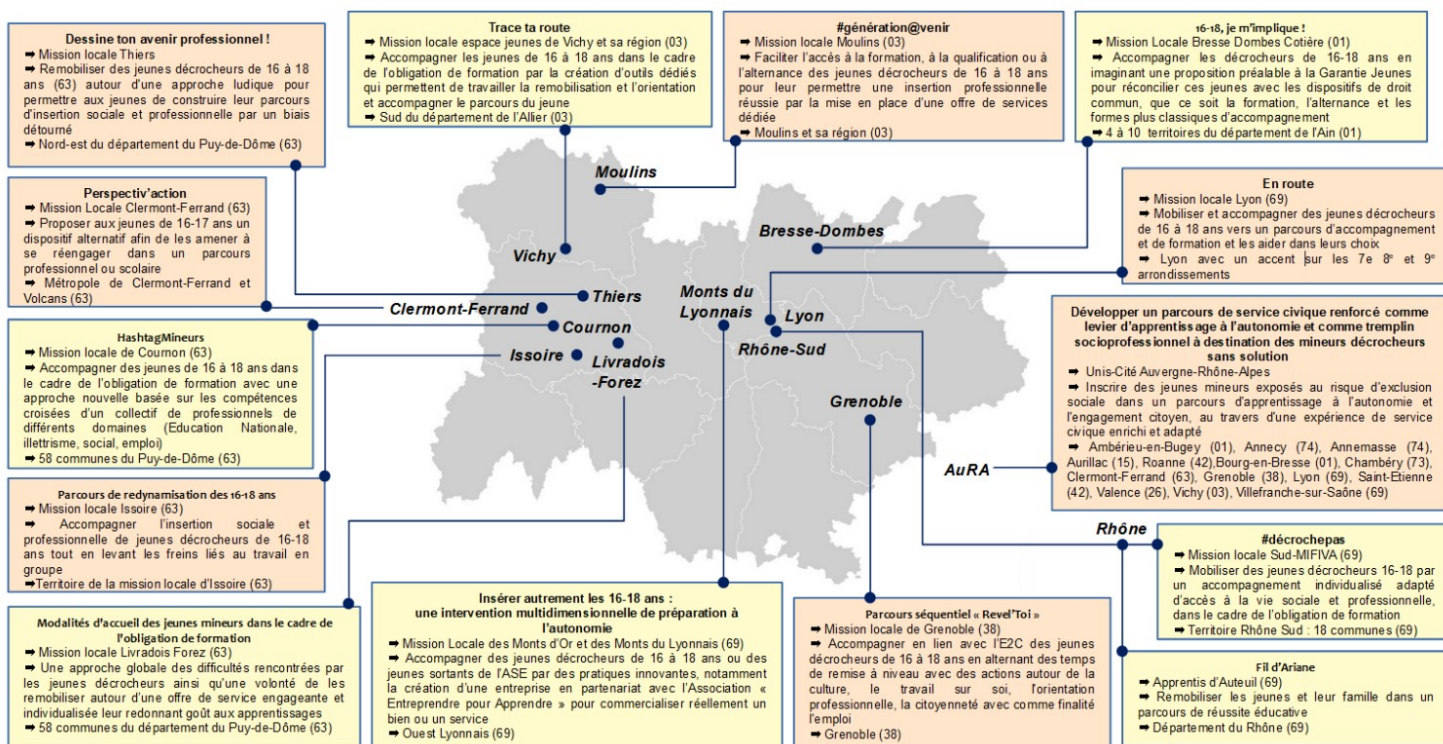 Dessine ton avenir professionnel !
➡ Mission locale Thiers
➡ Remobiliser des jeunes décrocheurs de 16 à 18
ans (63) autour d'une approche ludique pour
permettre aux jeunes de construire leur parcours
d'insertion sociale et professionnelle par un biais
détourné
➡ Nord-est du département du Puy-de-Dôme (63)
Trace ta route
➡ Mission locale espace jeunes de Vichy et sa région (03)
➡ Accompagner les jeunes de 16 à 18 ans dans le cadre
de l'obligation de formation par la création d'outils dédiés
qui permettent de travailler la remobilisation et l'orientation
et accompagner le parcours du jeune
➡ Sud du département de l'Allier (03)
#génération@venir
➡ Mission locale Moulins (03)
➡ Faciliter l'accès à la formation, à la qualification ou à
l'alternance des jeunes décrocheurs de 16 à 18 ans
pour leur permettre une insertion professionnelle
réussie par la mise en place d'une offre de services
dédiée
➡ Moulins et sa région (03)
16-18, je m'implique !
➡ Mission Locale Bresse Dombes Cotière (01)
➡ Accompagner les décrocheurs de 16-18 ans en
imaginant une proposition préalable à la Garantie Jeunes
pour réconcilier ces jeunes avec les dispositifs de droit
commun, que ce soit la formation, l'alternance et les
formes plus classiques d'accompagnement
➡ 4 à 10 territoires du département de l'Ain (01)
Perspectiv'action
➡ Mission Locale Clermont-Ferrand (63)
➡ Proposer aux jeunes de 16-17 ans un
dispositif alternatif afin de les amener à
se réengager dans un parcours
professionnel ou scolaire
➡ Métropole de Clermont-Ferrand et
Volcans (63)
En route
➡ Mission locale Lyon (69)
➡ Mobiliser et accompagner des jeunes décrocheurs
de 16 à 18 ans vers un parcours d'accompagnement
et de formation et les aider dans leurs choix
➡ Lyon avec un accent sur les 7e 8e et 9e
arrondissements
Moulins
Vichy
Bresse-Dombes
Thiers
Clermont-Ferrand
Cournon
Issoire
Livradois
-Forez
Monts du
Lyonnais
Lyon
Rhône-Sud
Grenoble
AuRA
Rhône
HashtagMineurs
➡ Mission locale de Cournon (63)
➡ Accompagner des jeunes de 16 à 18 ans dans
le cadre de l'obligation de formation avec une
approche nouvelle basée sur les compétences
croisées d'un collectif de professionnels de
différents domaines (Education Nationale,
illettrisme, social, emploi)
➡ 58 communes du Puy-de-Dôme (63)
Développer un parcours de service civique renforcé comme
levier d'apprentissage à l'autonomie et comme tremplin
socioprofessionnel à destination des mineurs décrocheurs
sans solution
➡ Unis-Cité Auvergne-Rhône-Alpes
➡ Inscrire des jeunes mineurs exposés au risque d'exclusion
sociale dans un parcours d'apprentissage à l'autonomie et
l'engagement citoyen, au travers d'une expérience de service
civique enrichi et adapté
➡ Ambérieu-en-Bugey (01), Annecy (74), Annemasse (74),
Aurillac (15), Roanne (42),Bourg-en-Bresse (01), Chambéry (73),
Clermont-Ferrand (63), Grenoble (38), Lyon (69), Saint-Etienne
(42), Valence (26), Vichy (03), Villefranche-sur-Saône (69)
Parcours de redynamisation des 16-18 ans
➡ Mission locale Issoire (63)
➡ Accompagner l'insertion sociale et
professionnelle de jeunes décrocheurs de 16-18
ans tout en levant les freins liés au travail en
groupe
➡Territoire de la mission locale d'Issoire (63)
#décrochepas
➡ Mission locale Sud-MIFIVA (69)
➡ Mobiliser des jeunes décrocheurs 16-18 par
un accompagnement individualisé adapté
d'accès à la vie sociale et professionnelle,
dans le cadre de l'obligation de formation
➡ Territoire Rhône Sud : 18 communes (69)
Modalités d'accueil des jeunes mineurs dans le cadre de
l'obligation de formation
➡ Mission locale Livradois Forez (63)
➡ Une approche globale des difficultés rencontrées par
les jeunes décrocheurs ainsi qu'une volonté de les
remobiliser autour d'une offre de service engageante et
individualisée leur redonnant goût aux apprentissages
➡ 58 communes du département du Puy-de-Dôme (63)
Insérer autrement les 16-18 ans :
une intervention multidimensionnelle de préparation à
l'autonomie
➡ Mission Locale des Monts d'Or et des Monts du Lyonnais (69)
➡ Accompagner des jeunes décrocheurs de 16 à 18 ans ou des
jeunes sortants de l'ASE par des pratiques innovantes, notamment
la création d'une entreprise en partenariat avec l'Association «
Entreprendre pour Apprendre » pour commercialiser réellement un
bien ou un service
➡ Ouest Lyonnais (69)
Parcours séquentiel « Revel'Toi »
➡ Mission locale de Grenoble (38)
➡ Accompagner en lien avec l'E2C des jeunes
décrocheurs de 16 à 18 ans en alternant des temps
de remise à niveau avec des actions autour de la
culture, le travail sur soi, l'orientation
professionnelle, la citoyenneté avec comme finalité
l'emploi
➡ Grenoble (38)
Fil d'Ariane
➡ Apprentis d'Auteuil (69)
➡ Remobiliser les jeunes et leur famille dans un
parcours de réussite éducative
➡ Département du Rhône (69)